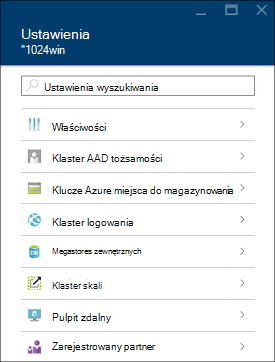 Ustawienia
"1024win
Ustawienia wyszukiwania
Właściwości
Klaster AAD tożsamości
Klucze Azure miejsca do magazynowania
Klaster logowania
Megastores zewnętrznych
Klaster skali
Pulpit zdalny
Zarejestrowany partner